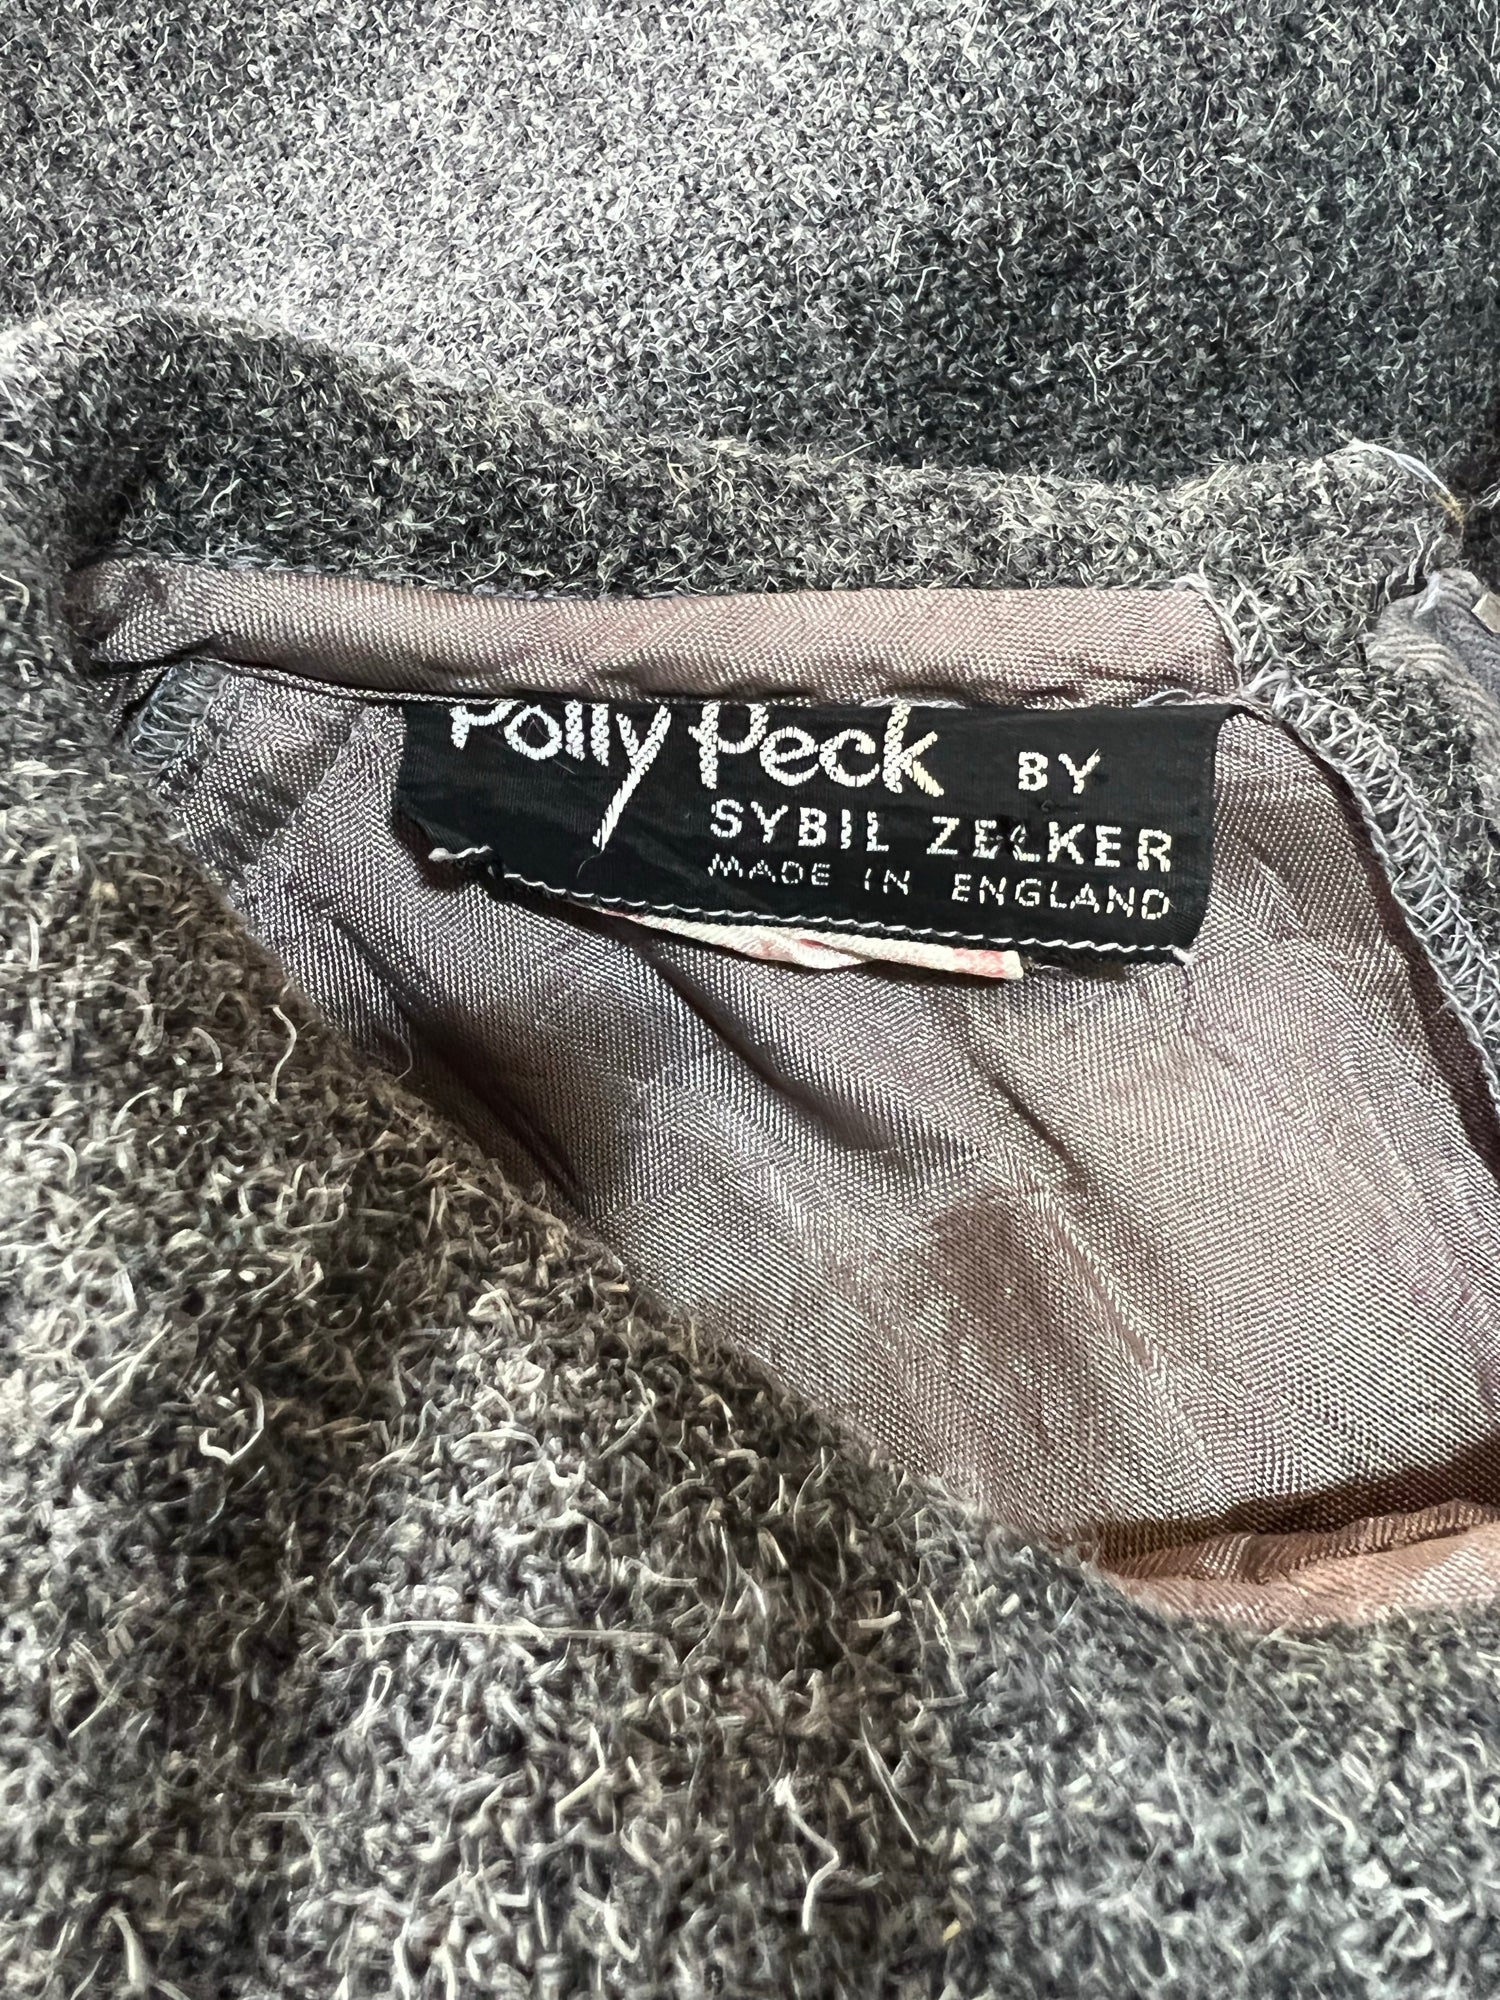 Polly Peck BY
SYBIL ZELKER
MADE IN ENGLAND